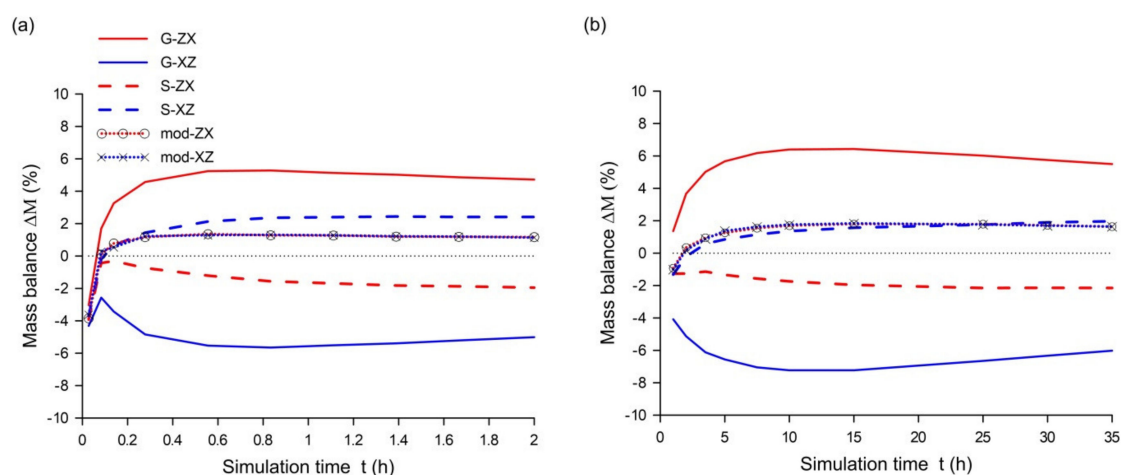 (a)
G-ZX
G-XZ
S-ZX
S-XZ
mod-ZX
mod-XZ
Mass balance ΔM (%)
10
8
6
4
2
0
-2
-4
-6
-8
-10
0 0.2 0.4 0.6 0.8 1 1.2 1.4 1.6 1.8 2
Simulation time t (h)
(b)
Mass balance ΔM (%)
10
8
6
4
2
0
-2
-4
-6
-8
-10
0 5 10 15 20 25 30 35
Simulation time t (h)